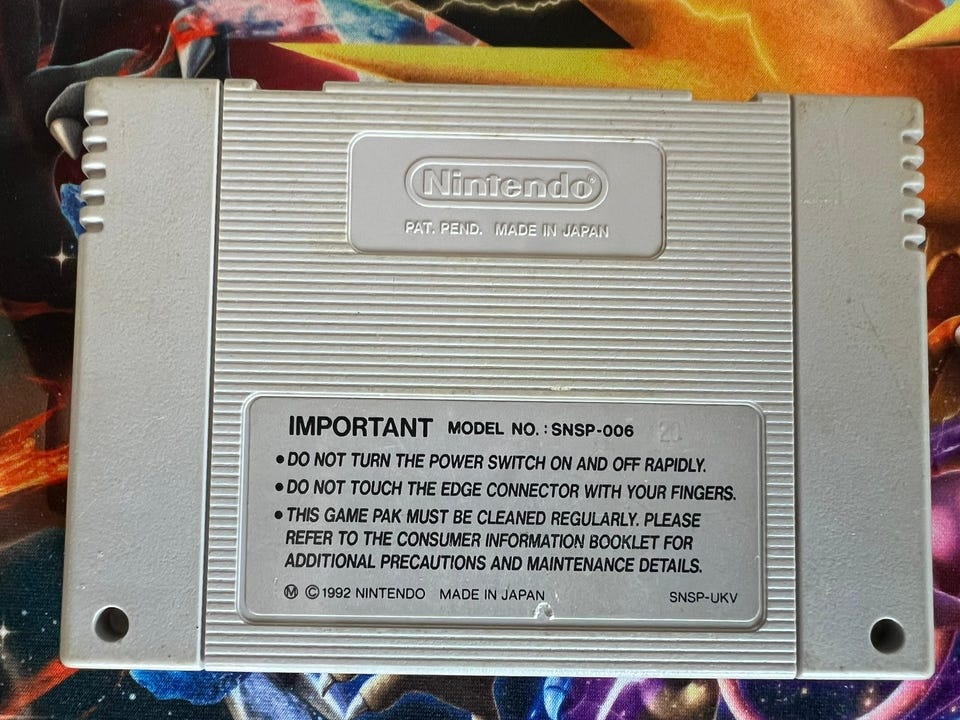 Nintendo®
PAT. PEND. MADE IN JAPAN
IMPORTANT MODEL NO. : SNSP-006 20
• DO NOT TURN THE POWER SWITCH ON AND OFF RAPIDLY.
• DO NOT TOUCH THE EDGE CONNECTOR WITH YOUR FINGERS.
• THIS GAME PAK MUST BE CLEANED REGULARLY. PLEASE
REFER TO THE CONSUMER INFORMATION BOOKLET FOR
ADDITIONAL PRECAUTIONS AND MAINTENANCE DETAILS.
Ⓜ ©1992 NINTENDO MADE IN JAPAN SNSP-UKV